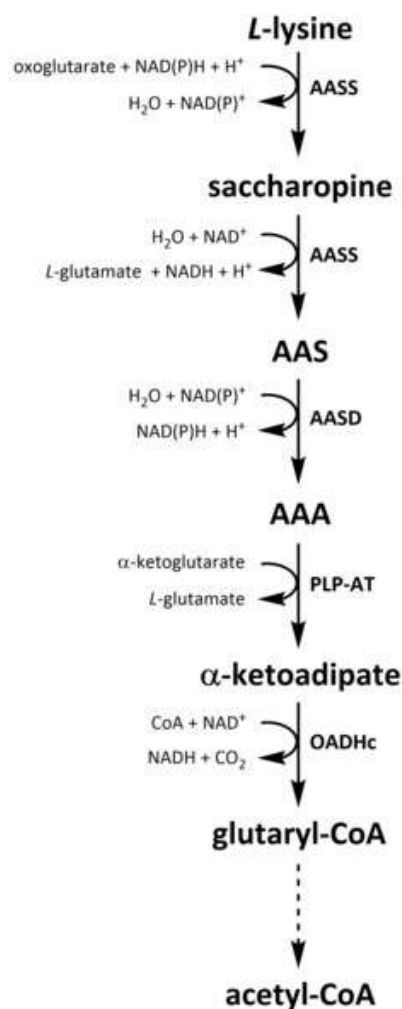 L-lysine
oxoglutarate + NAD(P)H + H⁺
AASS
H₂O + NAD(P)⁺
saccharopine
H₂O + NAD⁺
AASS
L-glutamate + NADH + H⁺
AAS
H₂O + NAD(P)⁺
AASD
NAD(P)H + H⁺
AAA
α-ketoglutarate
PLP-AT
L-glutamate
α-ketoadipate
CoA + NAD⁺
OADHc
NADH + CO₂
glutaryl-CoA
acetyl-CoA